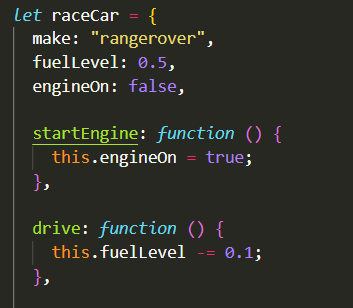 let raceCar = {
make: "rangerover",
fuelLevel: 0.5,
engineOn: false,
startEngine: function () {
this.engineOn = true;
},
drive: function () {
this.fuelLevel -= 0.1;
},